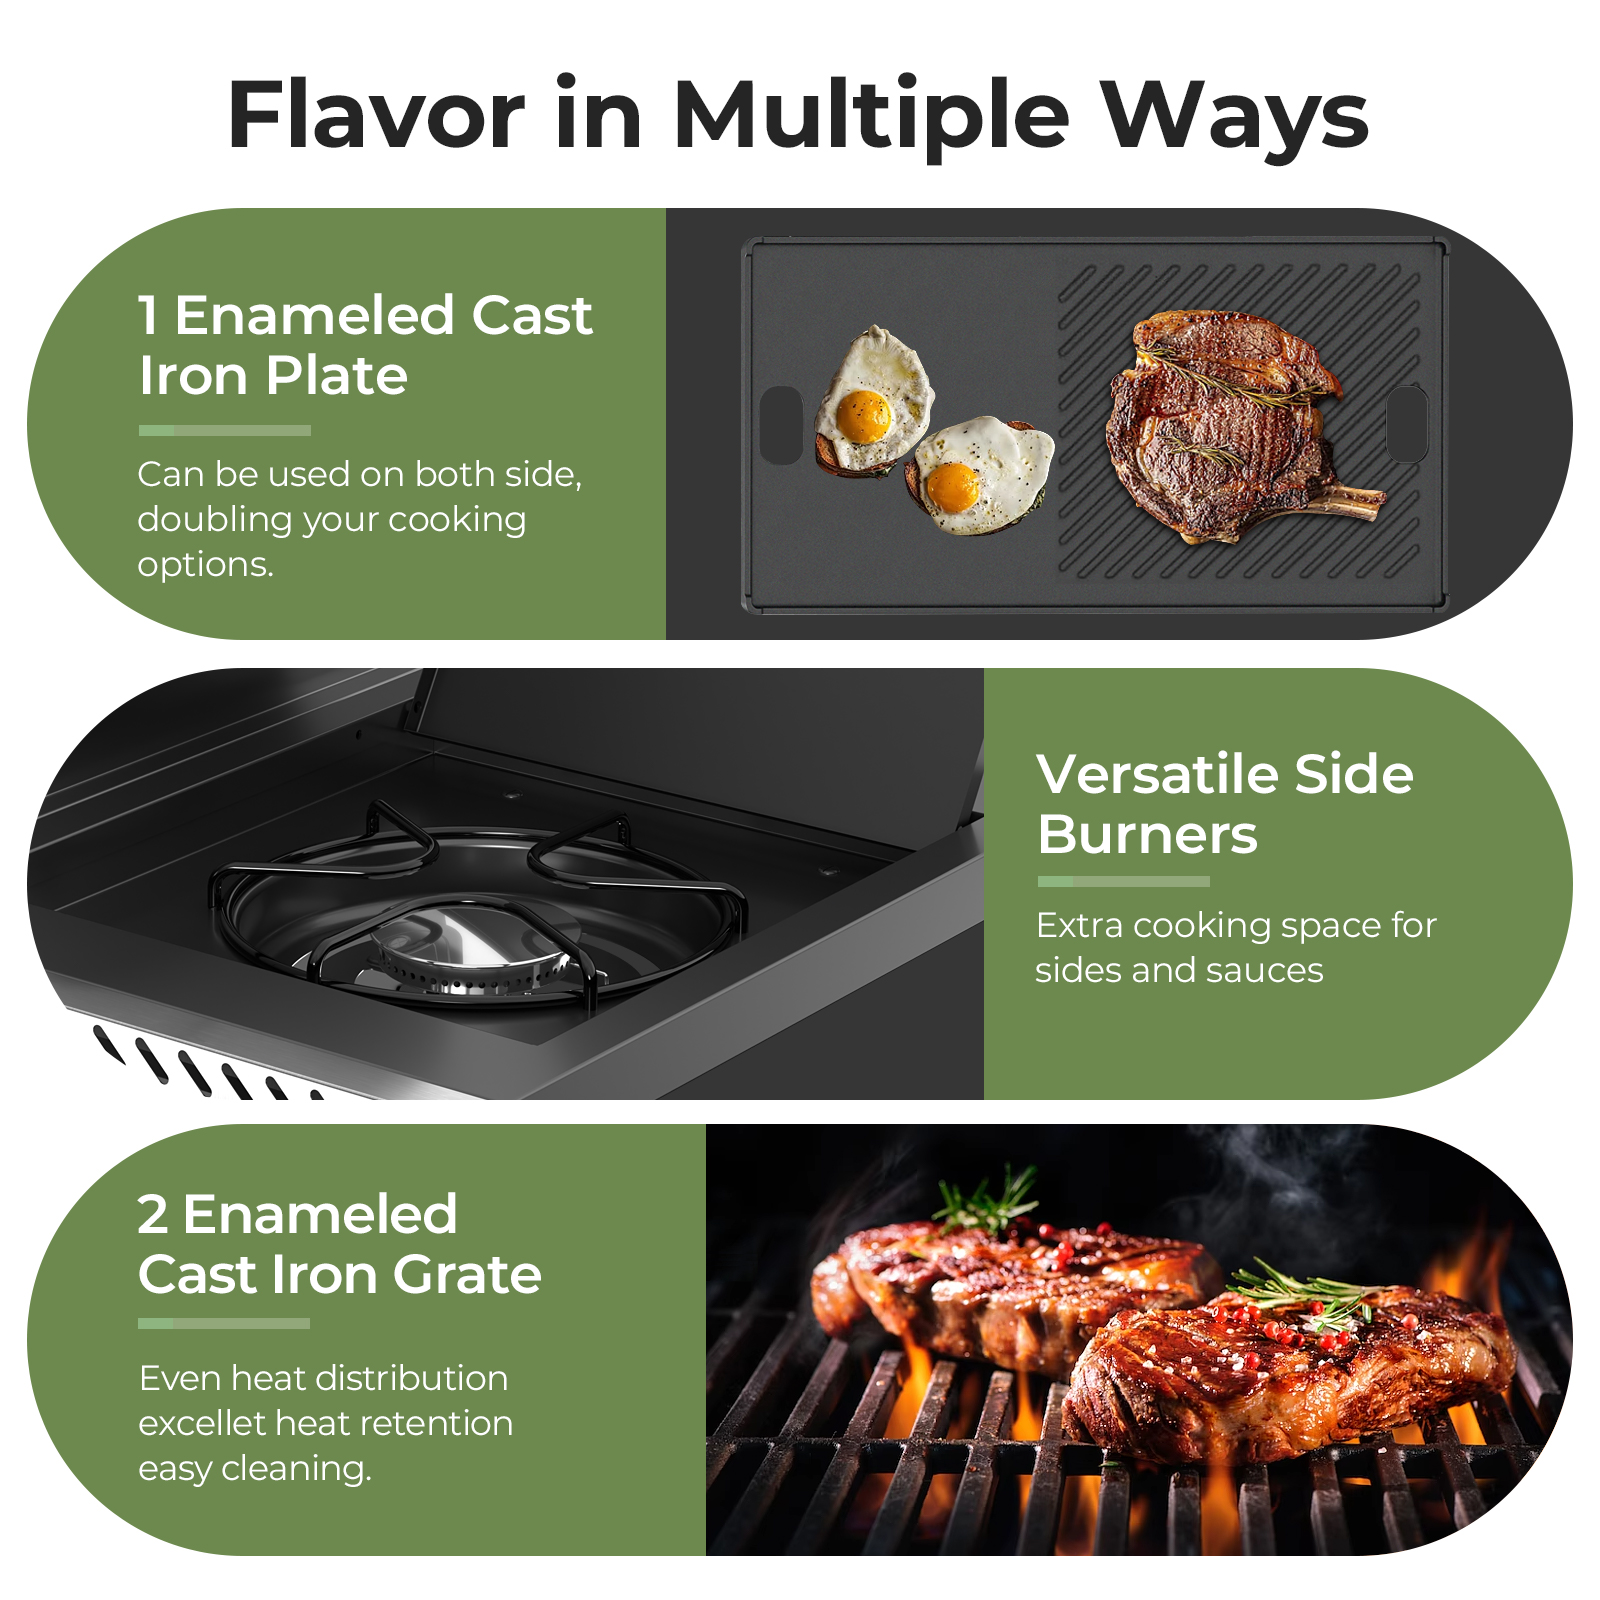 Flavor in Multiple Ways
1 Enameled Cast
Iron Plate
Can be used on both side,
doubling your cooking
options.
Versatile Side
Burners
Extra cooking space for
sides and sauces
2 Enameled
Cast Iron Grate
Even heat distribution
excellet heat retention
easy cleaning.